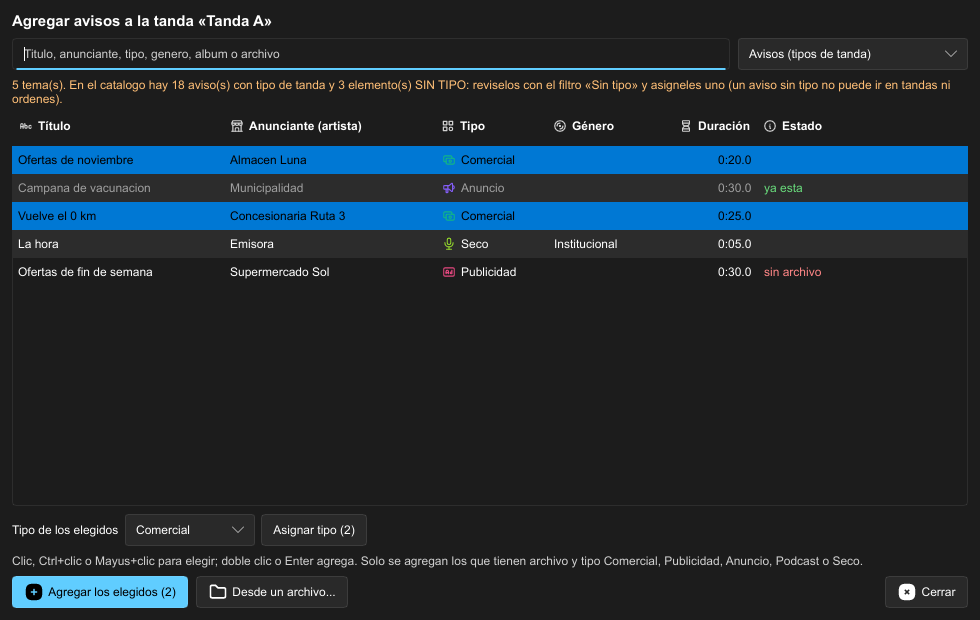 Agregar avisos a la tanda «Tanda A»
Titulo, anunciante, tipo, genero, album o archivo
Avisos (tipos de tanda)
5 tema(s). En el catalogo hay 18 aviso(s) con tipo de tanda y 3 elemento(s) SIN TIPO: reviselos con el filtro «Sin tipo» y asigneles uno (un aviso sin tipo no puede ir en tandas ni
ordenes).
Abc Título Anunciante (artista) Tipo Género Duración Estado
Ofertas de noviembre Almacen Luna Comercial 0:20.0
Campana de vacunacion Municipalidad Anuncio 0:30.0 ya esta
Vuelve el 0 km Concesionaria Ruta 3 Comercial 0:25.0
La hora Emisora Seco Institucional 0:05.0
Ofertas de fin de semana Supermercado Sol Ad Publicidad 0:30.0 sin archivo
Tipo de los elegidos Comercial Asignar tipo (2)
Clic, Ctrl+clic o Mayus+clic para elegir; doble clic o Enter agrega. Solo se agregan los que tienen archivo y tipo Comercial, Publicidad, Anuncio, Podcast o Seco.
Agregar los elegidos (2) Desde un archivo... Cerrar